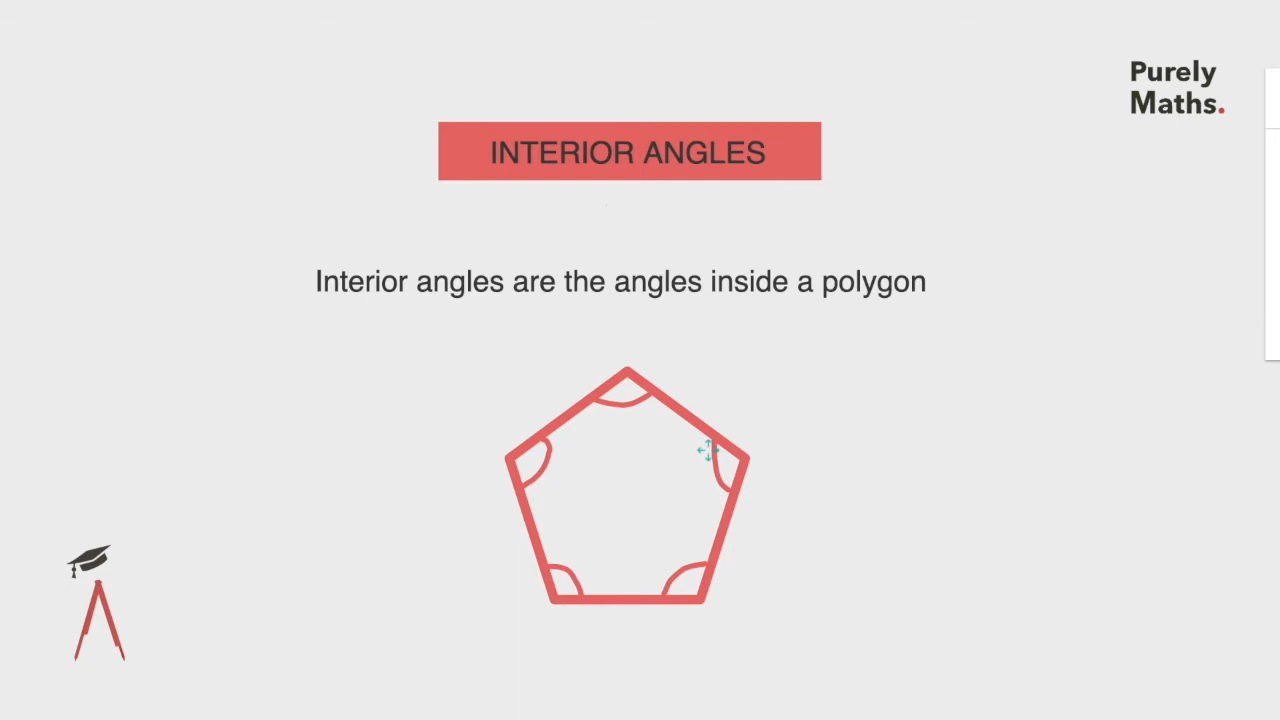 Purely
Maths.
INTERIOR ANGLES
Interior angles are the angles inside a polygon